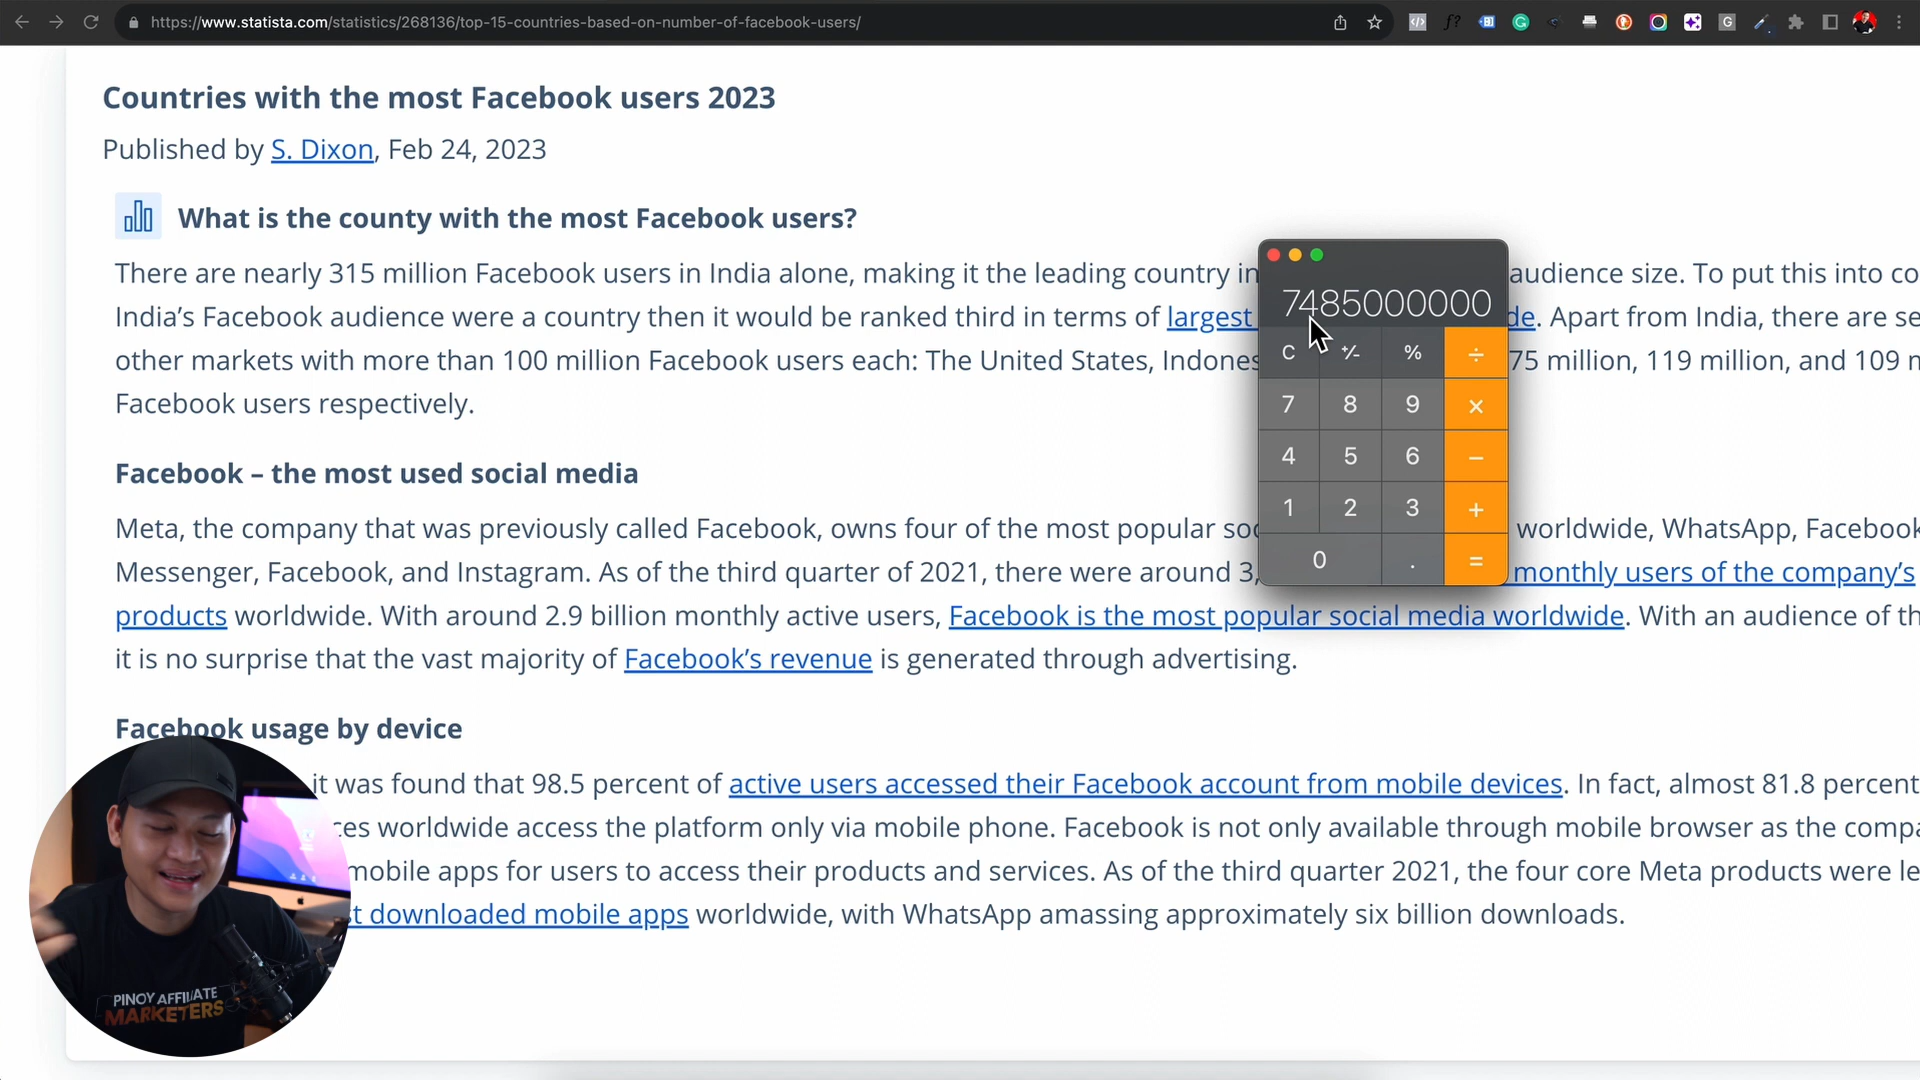 https://www.statista.com/statistics/268136/top-15-countries-based-on-number-of-facebook-users/
Countries with the most Facebook users 2023
Published by S. Dixon, Feb 24, 2023
What is the county with the most Facebook users?
There are nearly 315 million Facebook users in India alone, making it the leading country in audience size. To put this into co
India's Facebook audience were a country then it would be ranked third in terms of largest de. Apart from India, there are se
other markets with more than 100 million Facebook users each: The United States, Indones 75 million, 119 million, and 109 m
Facebook users respectively.
Facebook – the most used social media
Meta, the company that was previously called Facebook, owns four of the most popular soc worldwide, WhatsApp, Facebook
Messenger, Facebook, and Instagram. As of the third quarter of 2021, there were around 3, monthly users of the company's
products worldwide. With around 2.9 billion monthly active users, Facebook is the most popular social media worldwide. With an audience of th
it is no surprise that the vast majority of Facebook's revenue is generated through advertising.
Facebook usage by device
it was found that 98.5 percent of active users accessed their Facebook account from mobile devices. In fact, almost 81.8 percent
ces worldwide access the platform only via mobile phone. Facebook is not only available through mobile browser as the compa
mobile apps for users to access their products and services. As of the third quarter 2021, the four core Meta products were le
st downloaded mobile apps worldwide, with WhatsApp amassing approximately six billion downloads.
7485000000
C +/- % ÷
7 8 9 ×
4 5 6 −
1 2 3 +
0 . =
PINOY AFFILIATE
MARKETERS